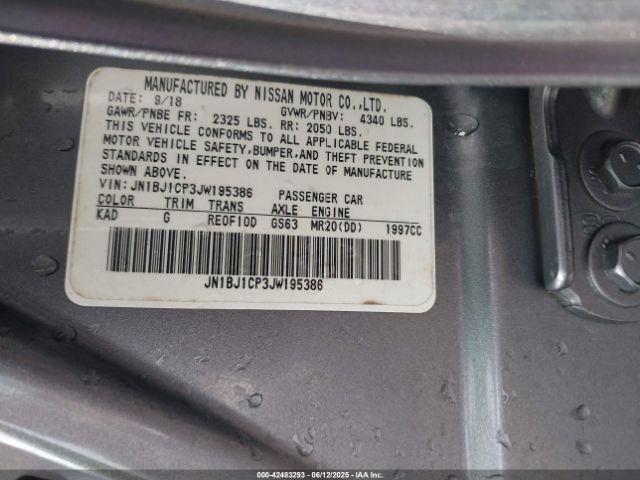 MANUFACTURED BY NISSAN MOTOR CO.,LTD.
DATE: 9/18 GVWR/PNBV: 4340 LBS.
GAWR/PNBE FR: 2325 LBS. RR: 2050 LBS.
THIS VEHICLE CONFORMS TO ALL APPLICABLE FEDERAL
MOTOR VEHICLE SAFETY, BUMPER, AND THEFT PREVENTION
STANDARDS IN EFFECT ON THE DATE OF MANUFACTURE
SHOWN ABOVE.
VIN: JN1BJ1CP3JW195386 PASSENGER CAR
COLOR TRIM TRANS AXLE ENGINE
KAD G RE0F10D GS63 MR20(DD) 1997CC
JN1BJ1CP3JW195386
000-42483293 - 06/12/2025 - IAAI.COM